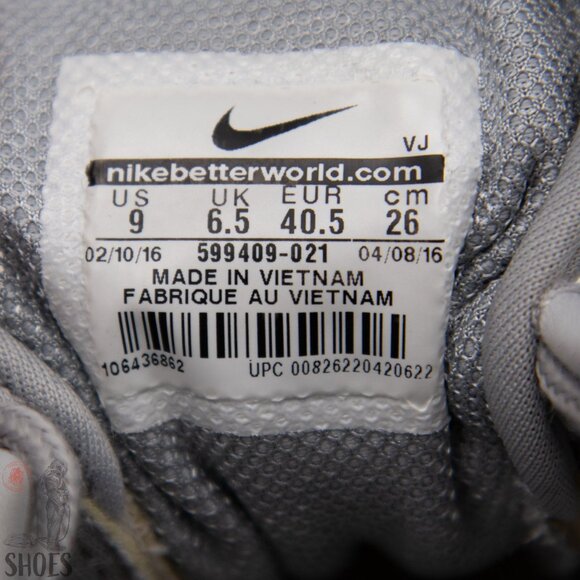 VJ
nikebetterworld.com
US UK EUR cm
9 6.5 40.5 26
02/10/16 599409-021 04/08/16
MADE IN VIETNAM
FABRIQUE AU VIETNAM
106436862 UPC 00826220420622
SHOES